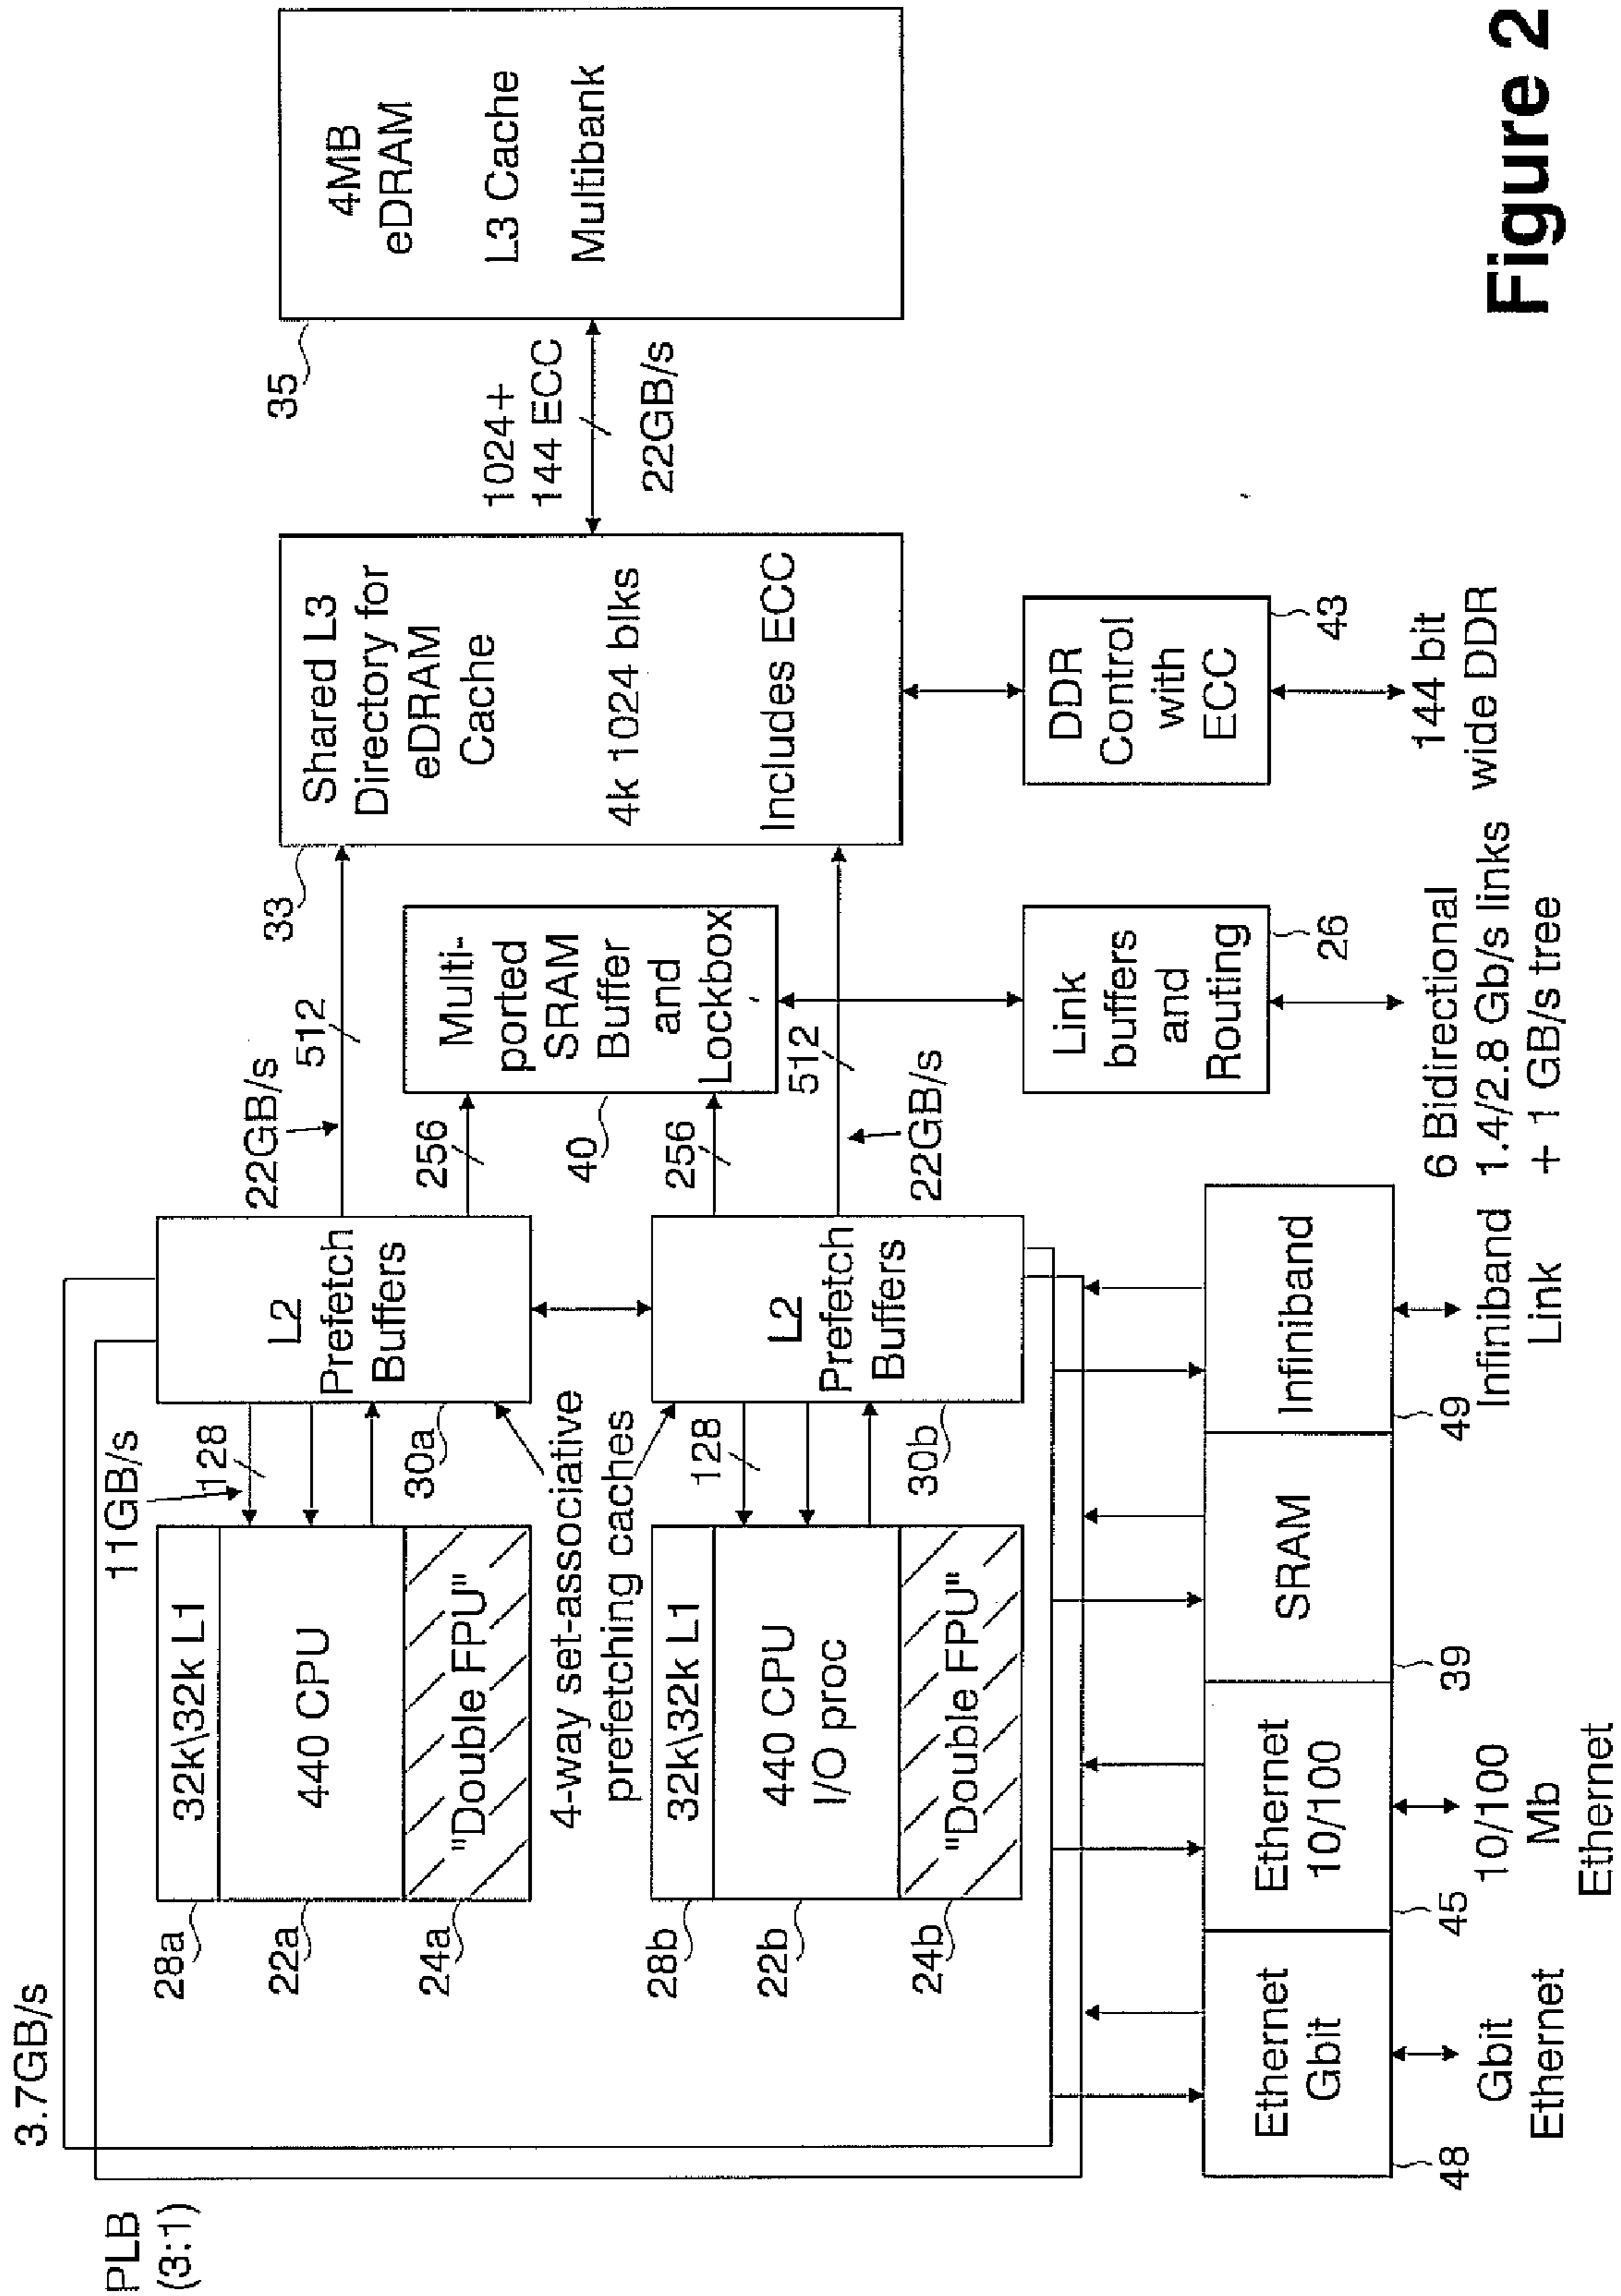 PLB
(3:1)
3.7GB/s
11GB/s
128
28a
32k\32k L1
22a
440 CPU
24a
"Double FPU"
L2
Prefetch
Buffers
30a
4-way set-associative
prefetching caches
28b
32k\32k L1
22b
440 CPU
I/O proc
24b
"Double FPU"
128
L2
Prefetch
Buffers
30b
22GB/s
512
256
40
256
512
22GB/s
Multi-
ported
SRAM
Buffer
and
Lockbox
33
Shared L3
Directory for
eDRAM
Cache
4k 1024 blks
Includes ECC
1024+
144 ECC
22GB/s
35
4MB
eDRAM
L3 Cache
Multibank
Ethernet
Gbit
48
Gbit
Ethernet
Ethernet
10/100
45
10/100
Mb
Ethernet
SRAM
39
Infiniband
49
Infiniband
Link
Link
buffers
and
Routing
26
6 Bidirectional
1.4/2.8 Gb/s links
+ 1 GB/s tree
DDR
Control
with
ECC
43
144 bit
wide DDR
Figure 2